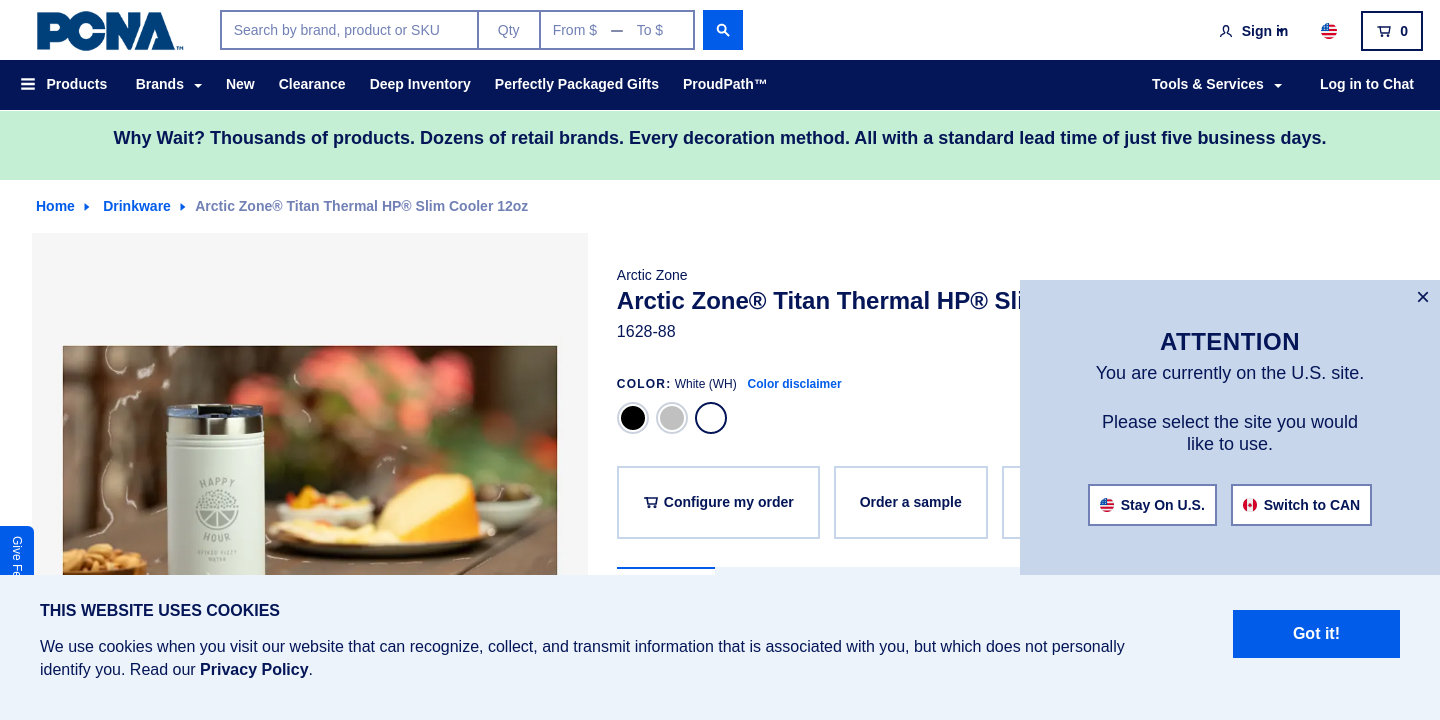 PCNA™
Search by brand, product or SKU
Qty
From $ — To $
Sign in
0
Products
Brands
New
Clearance
Deep Inventory
Perfectly Packaged Gifts
ProudPath™
Tools & Services
Log in to Chat
Why Wait? Thousands of products. Dozens of retail brands. Every decoration method. All with a standard lead time of just five business days.
Home
Drinkware
Arctic Zone® Titan Thermal HP® Slim Cooler 12oz
HAPPY
HOUR
Arctic Zone
Arctic Zone® Titan Thermal HP® Sli
1628-88
COLOR: White (WH) Color disclaimer
Configure my order
Order a sample
×
ATTENTION
You are currently on the U.S. site.
Please select the site you would
like to use.
Stay On U.S.
Switch to CAN
Give Fe
THIS WEBSITE USES COOKIES
We use cookies when you visit our website that can recognize, collect, and transmit information that is associated with you, but which does not personally
identify you. Read our Privacy Policy.
Got it!